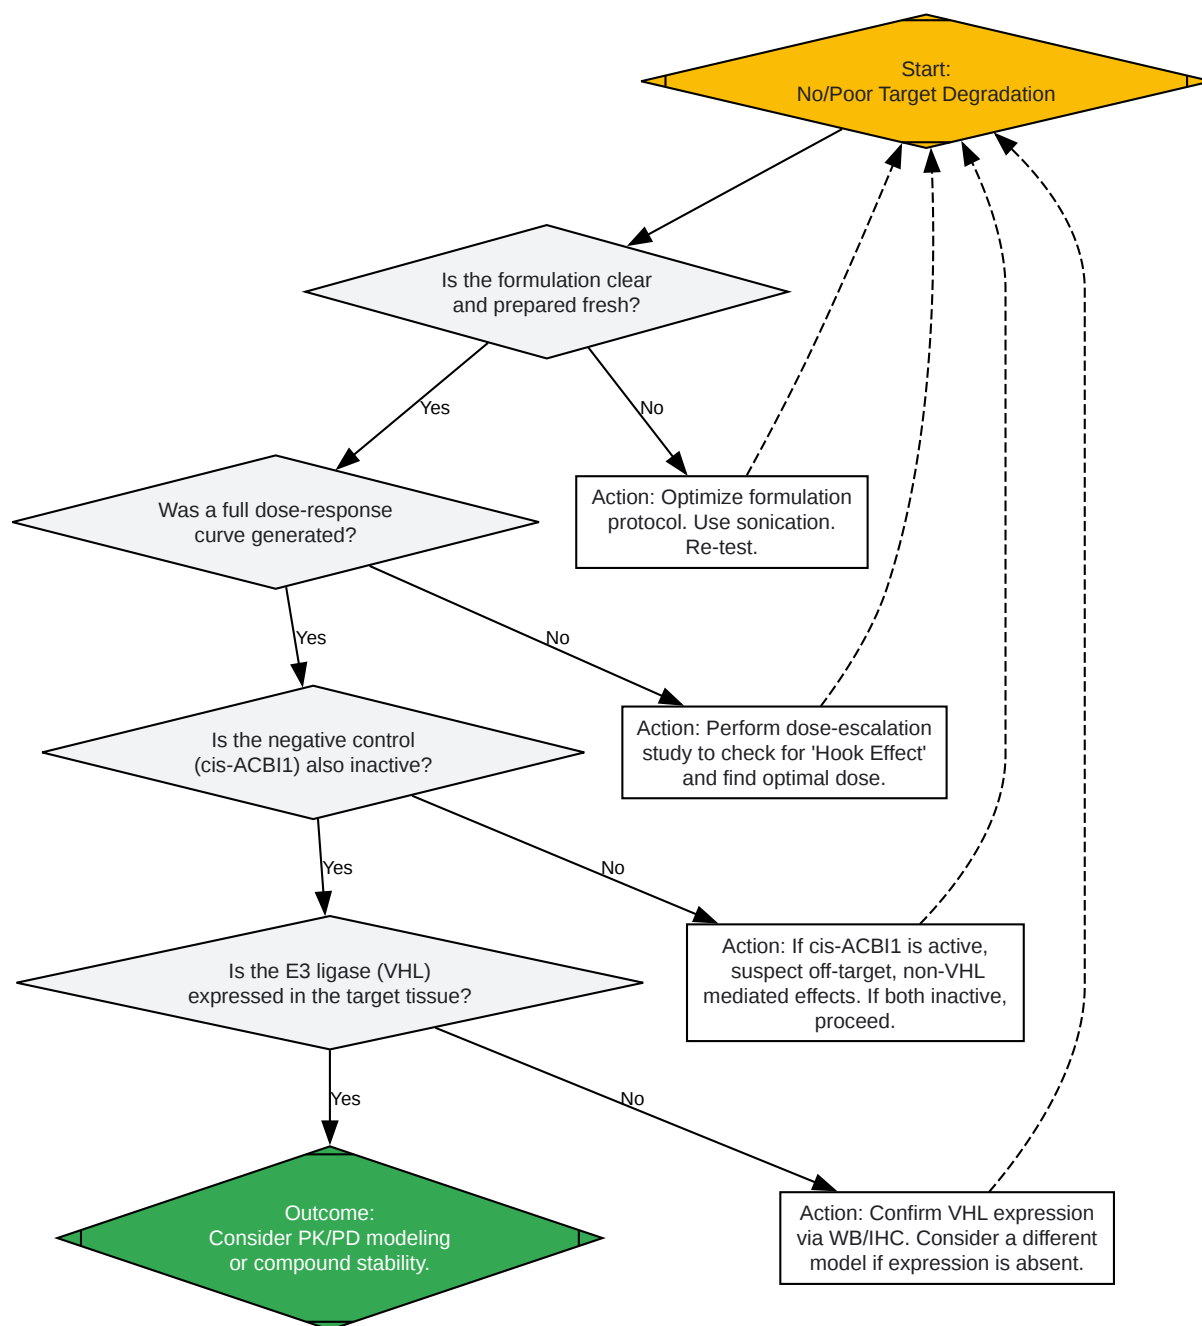 Start:
No/Poor Target Degradation
Is the formulation clear
and prepared fresh?
Yes
No
Was a full dose-response
curve generated?
Action: Optimize formulation
protocol. Use sonication.
Re-test.
Yes
No
Is the negative control
(cis-ACBI1) also inactive?
Action: Perform dose-escalation
study to check for 'Hook Effect'
and find optimal dose.
Yes
No
Is the E3 ligase (VHL)
expressed in the target tissue?
Action: If cis-ACBI1 is active,
suspect off-target, non-VHL
mediated effects. If both inactive,
proceed.
Yes
No
Outcome:
Consider PK/PD modeling
or compound stability.
Action: Confirm VHL expression
via WB/IHC. Consider a different
model if expression is absent.